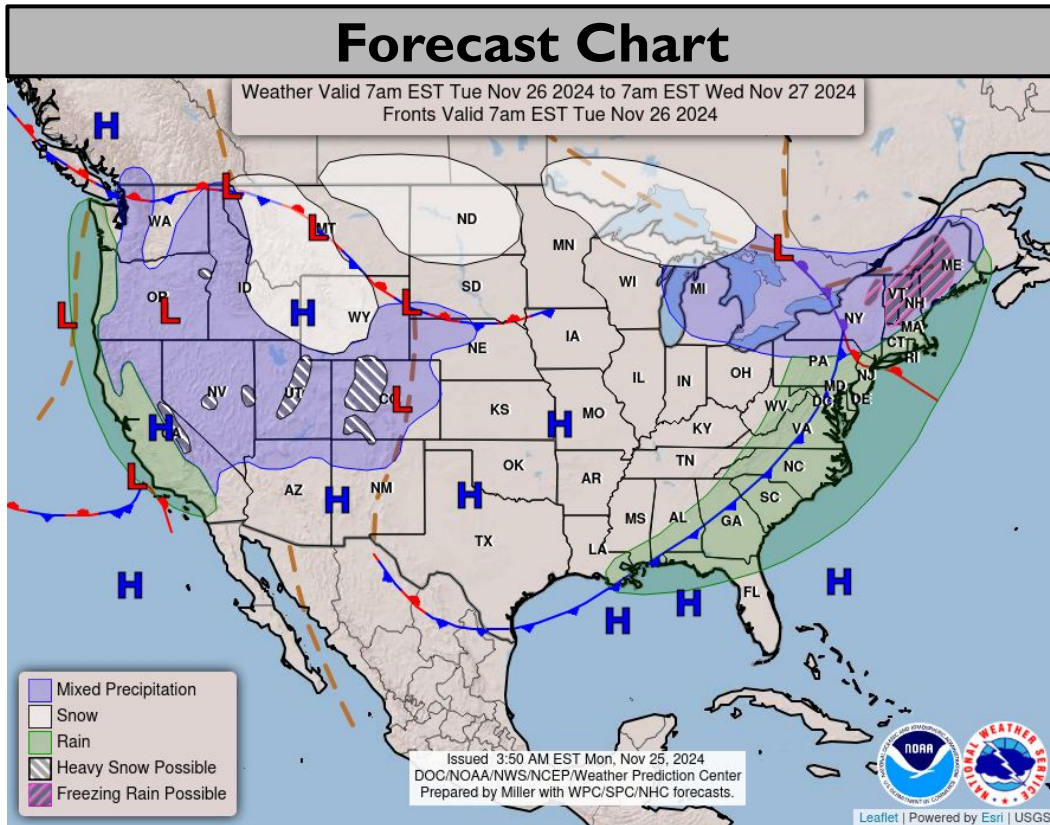 Forecast Chart
Weather Valid 7am EST Tue Nov 26 2024 to 7am EST Wed Nov 27 2024
Fronts Valid 7am EST Tue Nov 26 2024
H
L
WA
L
MT
ND
MN
L
ME
OR
ID
SD
WI
MI
VT
NH
L
L
H
WY
L
NY
MA
CT
RI
NE
IA
PA
NJ
NV
UT
CO
L
IL
IN
OH
MD
DE
DC
H
CA
KS
H
MO
WV
VA
KY
L
AZ
H
NM
H
OK
AR
TN
NC
SC
TX
LA
MS
AL
GA
H
H
H
FL
H
Mixed Precipitation
Snow
Rain
Heavy Snow Possible
Freezing Rain Possible
Issued 3:50 AM EST Mon, Nov 25, 2024
DOC/NOAA/NWS/NCEP/Weather Prediction Center
Prepared by Miller with WPC/SPC/NHC forecasts.
NOAA
NATIONAL WEATHER SERVICE
Leaflet | Powered by Esri | USGS